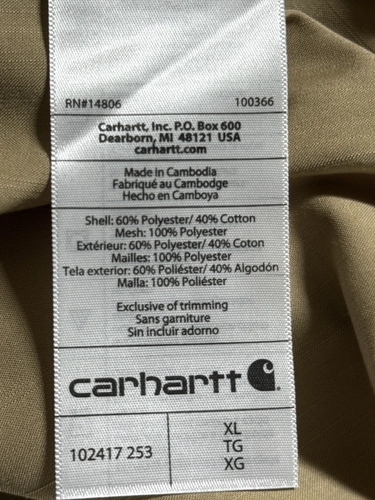 RN#14806 100366
Carhartt, Inc. P.O. Box 600
Dearborn, MI 48121 USA
carhartt.com
Made in Cambodia
Fabriqué au Cambodge
Hecho en Camboya
Shell: 60% Polyester/ 40% Cotton
Mesh: 100% Polyester
Extérieur: 60% Polyester/ 40% Coton
Mailles: 100% Polyester
Tela exterior: 60% Poliéster/ 40% Algodón
Malla: 100% Poliéster
Exclusive of trimming
Sans garniture
Sin incluir adorno
carhartt
102417 253
XL
TG
XG